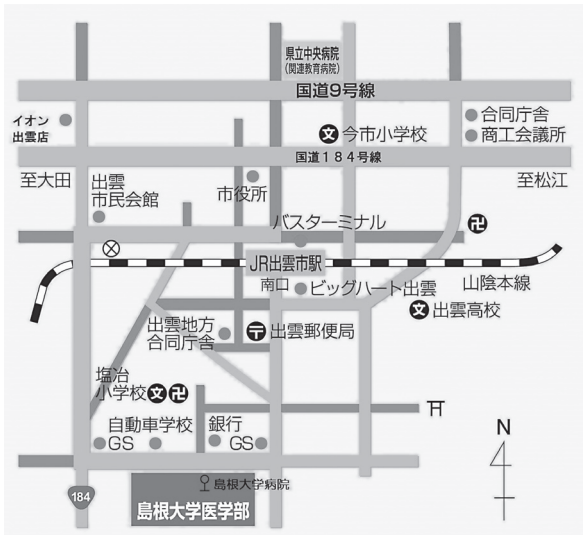 県立中央病院
(関連教育病院)
国道9号線
イオン
出雲店
合同庁舎
文 今市小学校
商工会議所
国道184号線
至大田
出雲
市民会館
市役所
至松江
バスターミナル
卍
JR出雲市駅
南口
ビッグハート出雲
山陰本線
文 出雲高校
出雲地方
合同庁舎
〒 出雲郵便局
塩冶
小学校 文 卍
自動車学校
銀行
GS
GS
N
島根大学病院
184
島根大学医学部